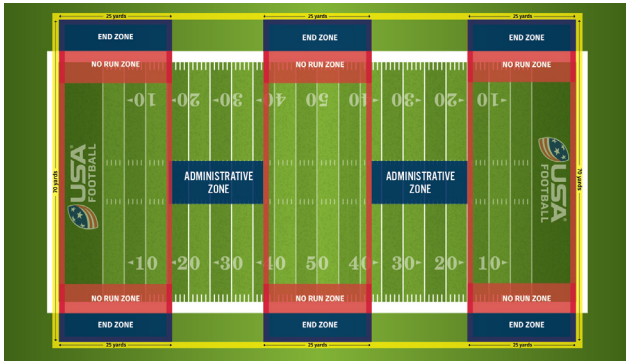 25 yards 25 yards 25 yards
END ZONE END ZONE END ZONE
NO RUN ZONE NO RUN ZONE NO RUN ZONE
10 20 30 40 50 40 30 20 10
USA
FOOTBALL
ADMINISTRATIVE
ZONE
ADMINISTRATIVE
ZONE
USA
FOOTBALL
70 yards
70 yards
10 20 30 40 50 40 30 20 10
NO RUN ZONE NO RUN ZONE NO RUN ZONE
END ZONE END ZONE END ZONE
25 yards 25 yards 25 yards